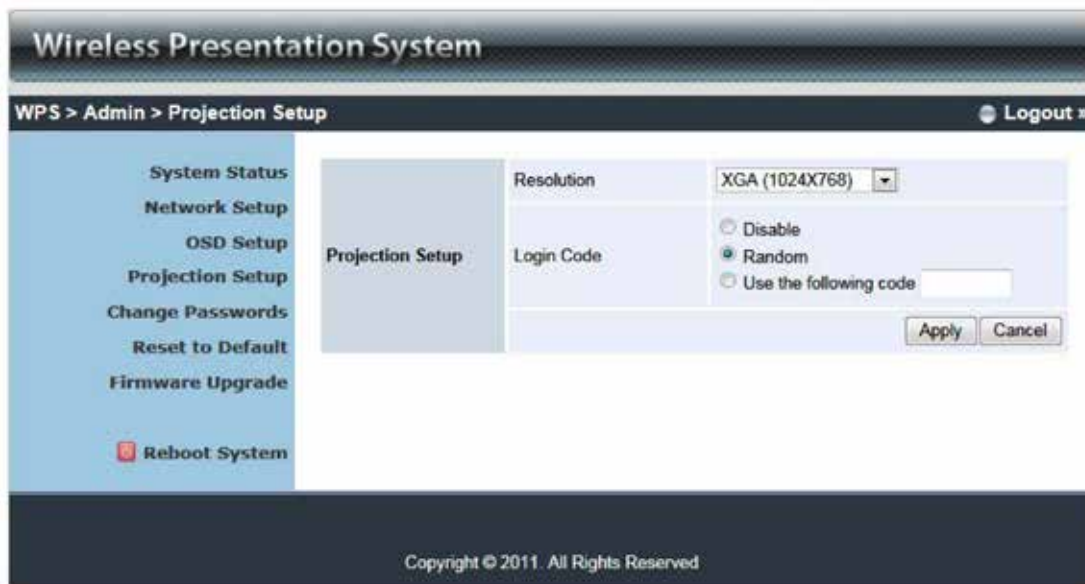 Wireless Presentation System
WPS > Admin > Projection Setup
Logout »
System Status
Network Setup
OSD Setup
Projection Setup
Change Passwords
Reset to Default
Firmware Upgrade
Reboot System
Projection Setup
Resolution
XGA (1024X768)
Login Code
Disable
Random
Use the following code
Apply
Cancel
Copyright © 2011. All Rights Reserved